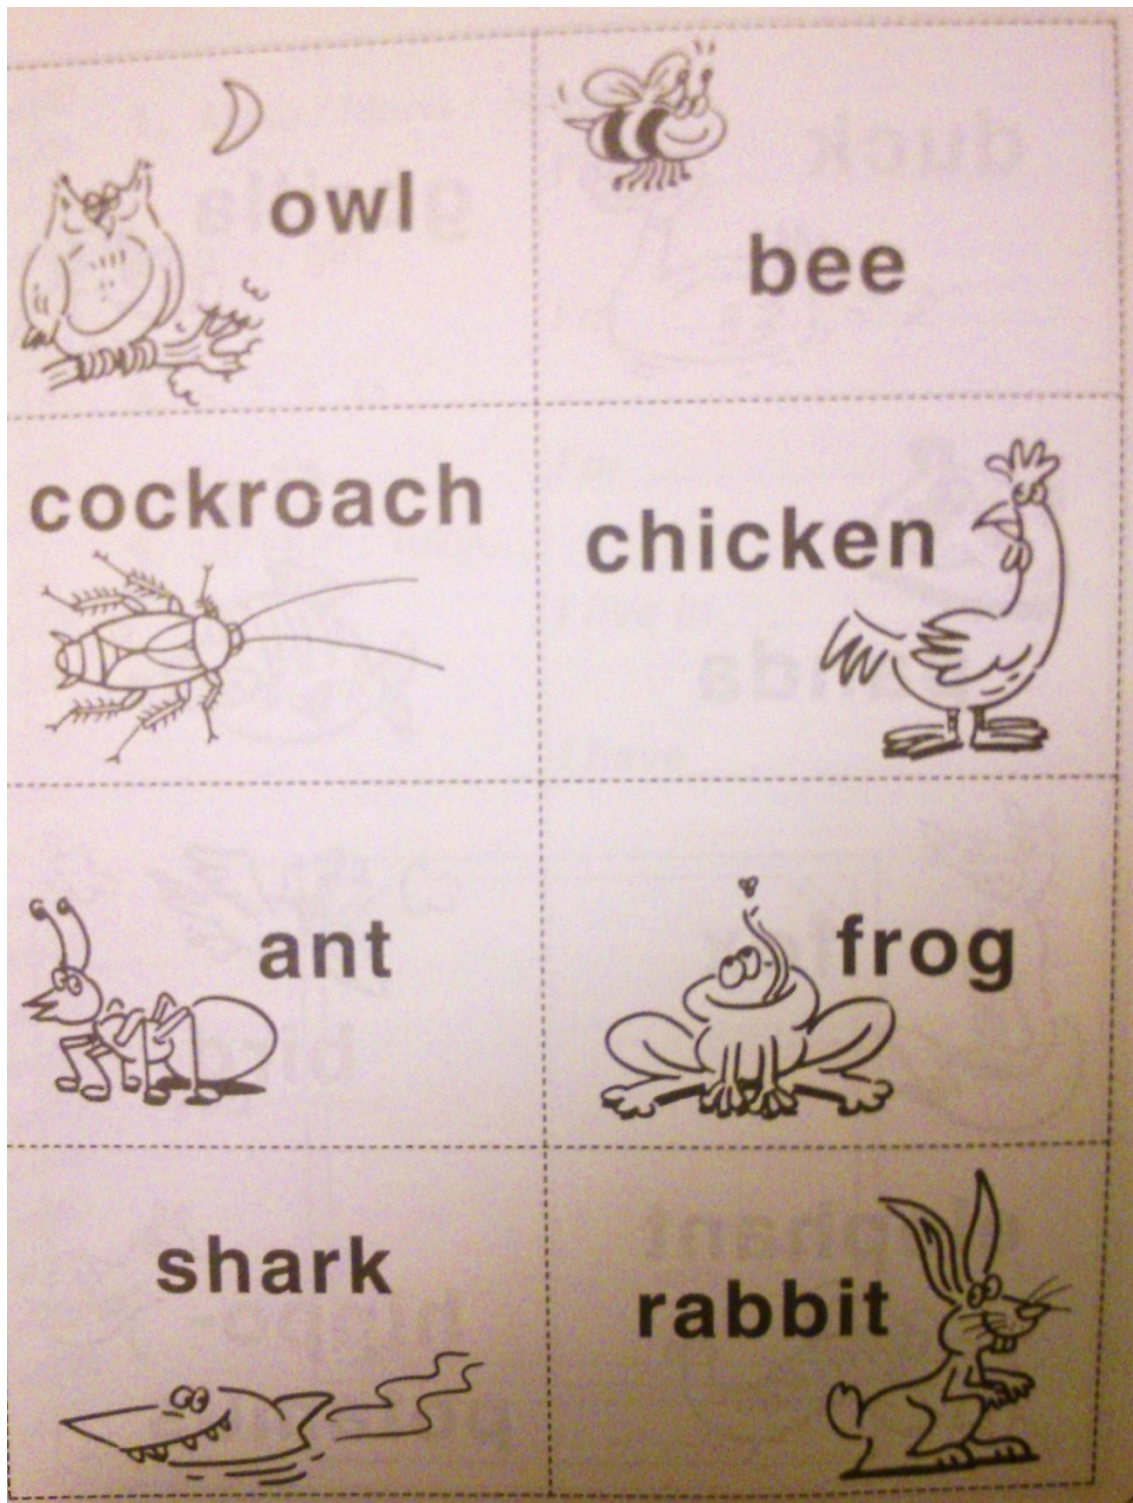 owl
bee
cockroach
chicken
ant
frog
shark
rabbit